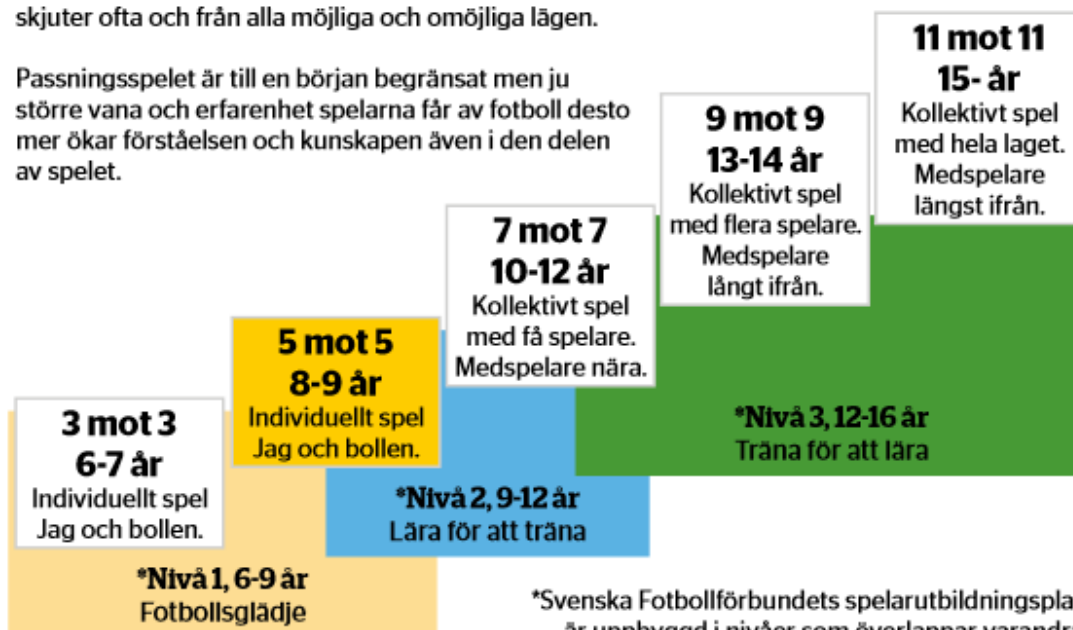 skjuter ofta och från alla möjliga och omöjliga lägen.
Passningsspelet är till en början begränsat men ju
större vana och erfarenhet spelarna får av fotboll desto
mer ökar förståelsen och kunskapen även i den delen
av spelet.
11 mot 11
15- år
Kollektivt spel
med hela laget.
Medspelare
längst ifrån.
9 mot 9
13-14 år
Kollektivt spel
med flera spelare.
Medspelare
långt ifrån.
7 mot 7
10-12 år
Kollektivt spel
med få spelare.
Medspelare nära.
5 mot 5
8-9 år
Individuellt spel
Jag och bollen.
3 mot 3
6-7 år
Individuellt spel
Jag och bollen.
*Nivå 3, 12-16 år
Träna för att lära
*Nivå 2, 9-12 år
Lära för att träna
*Nivå 1, 6-9 år
Fotbollsglädje
*Svenska Fotbollförbundets
är uppbyggd i nivåer som överlappar